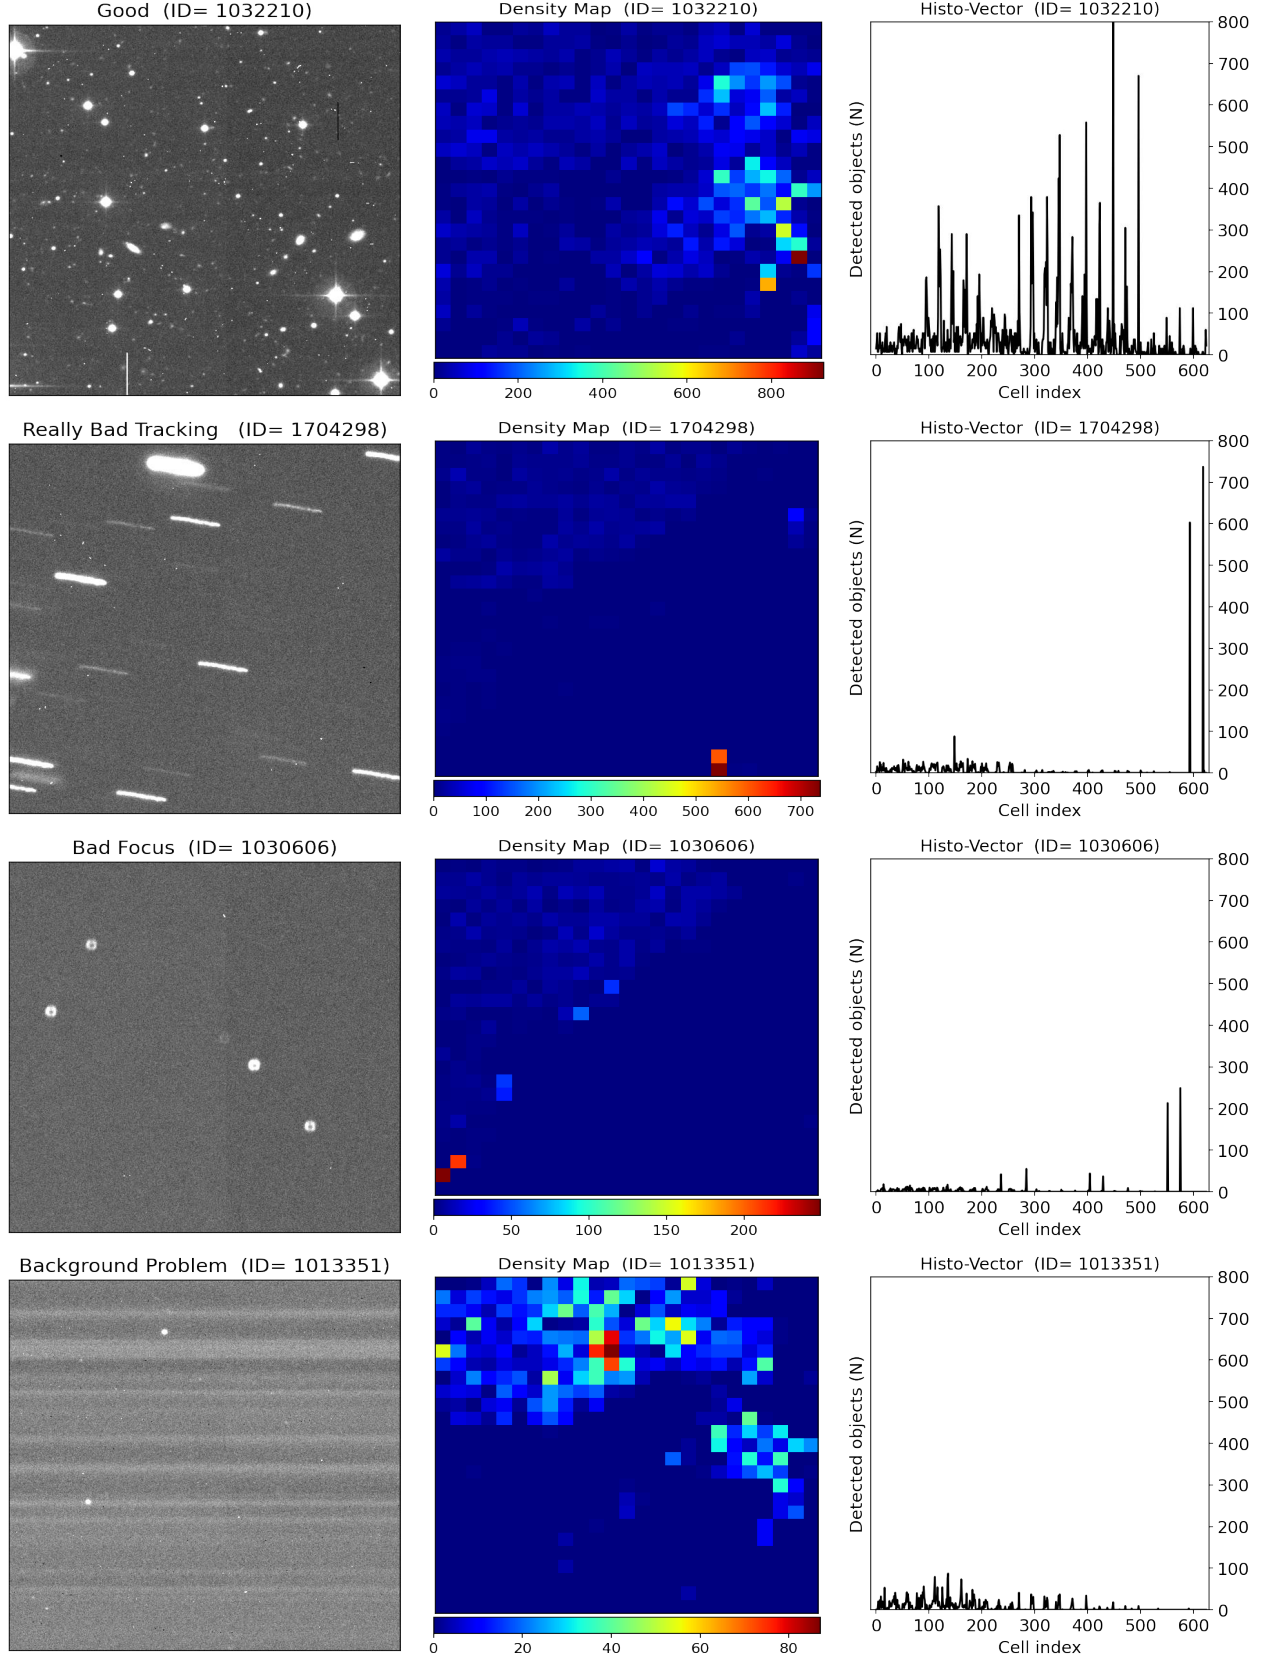 Good  (ID= 1032210)
Density Map  (ID= 1032210)
Histo-Vector  (ID= 1032210)
0 200 400 600 800
Detected objects (N)
800
700
600
500
400
300
200
100
0
0 100 200 300 400 500 600
Cell index
Really Bad Tracking   (ID= 1704298)
Density Map  (ID= 1704298)
Histo-Vector  (ID= 1704298)
0 100 200 300 400 500 600 700
Detected objects (N)
800
700
600
500
400
300
200
100
0
0 100 200 300 400 500 600
Cell index
Bad Focus  (ID= 1030606)
Density Map  (ID= 1030606)
Histo-Vector  (ID= 1030606)
0 50 100 150 200
Detected objects (N)
800
700
600
500
400
300
200
100
0
0 100 200 300 400 500 600
Cell index
Background Problem  (ID= 1013351)
Density Map  (ID= 1013351)
Histo-Vector  (ID= 1013351)
0 20 40 60 80
Detected objects (N)
800
700
600
500
400
300
200
100
0
0 100 200 300 400 500 600
Cell index